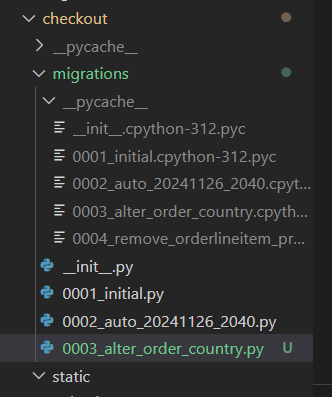 checkout
__pycache__
migrations
__pycache__
__init__.cpython-312.pyc
0001_initial.cpython-312.pyc
0002_auto_20241126_2040.cpyt...
0003_alter_order_country.cpyth...
0004_remove_orderlineitem_pr...
__init__.py
0001_initial.py
0002_auto_20241126_2040.py
0003_alter_order_country.py U
static